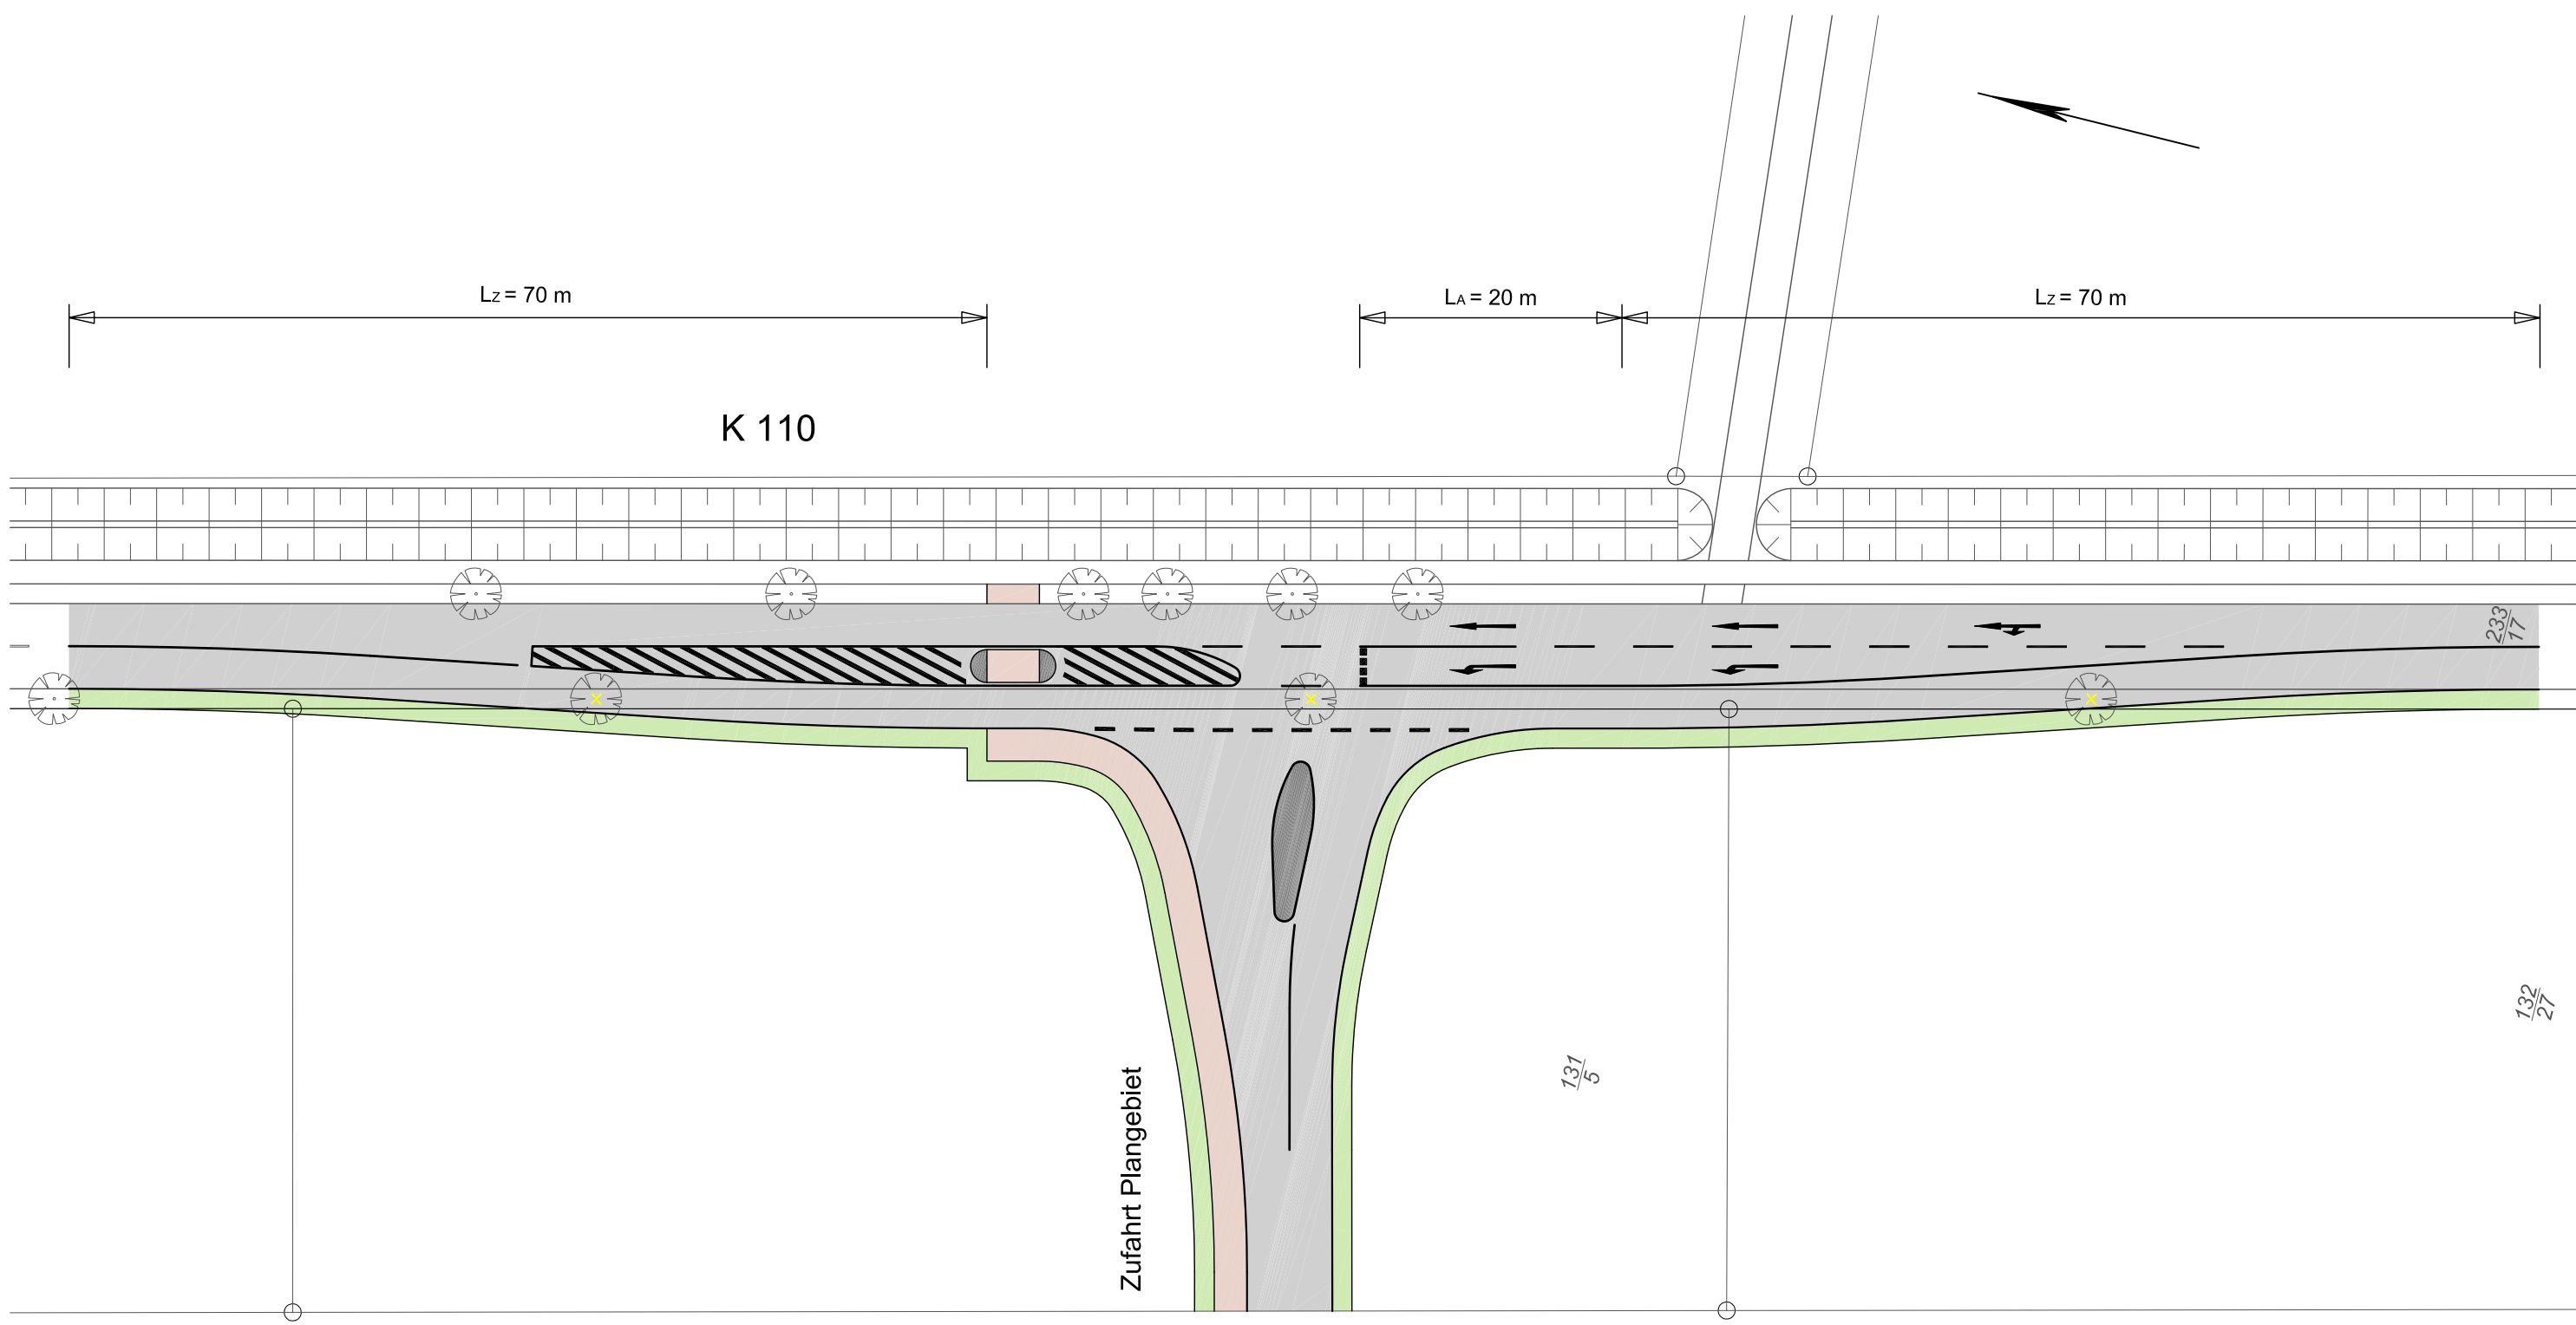 LZ = 70 m
LA = 20 m
LZ = 70 m
K 110
233
17
132
27
131
5
Zufahrt Plangebiet